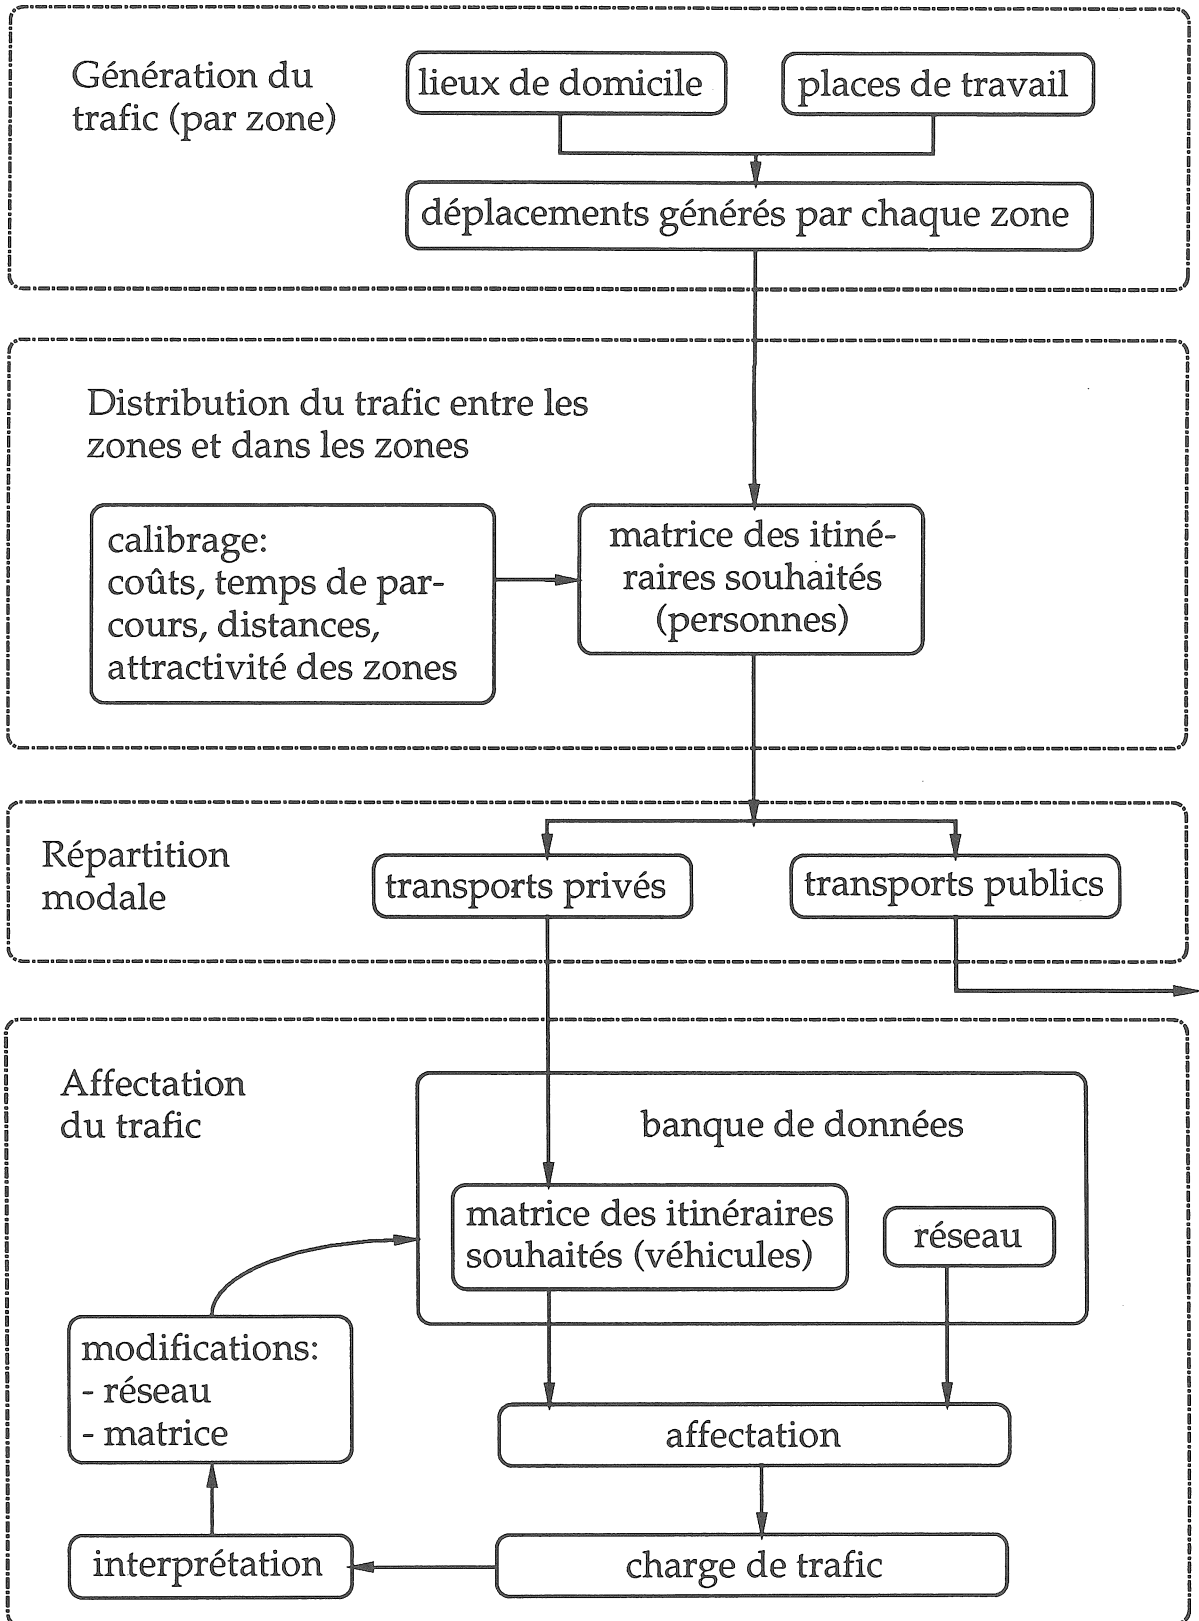 Génération du
trafic (par zone)
lieux de domicile
places de travail
déplacements générés par chaque zone
Distribution du trafic entre les
zones et dans les zones
calibrage:
coûts, temps de par-
cours, distances,
attractivité des zones
matrice des itiné-
raires souhaités
(personnes)
Répartition
modale
transports privés
transports publics
Affectation
du trafic
banque de données
matrice des itinéraires
souhaités (véhicules)
réseau
modifications:
- réseau
- matrice
affectation
interprétation
charge de trafic